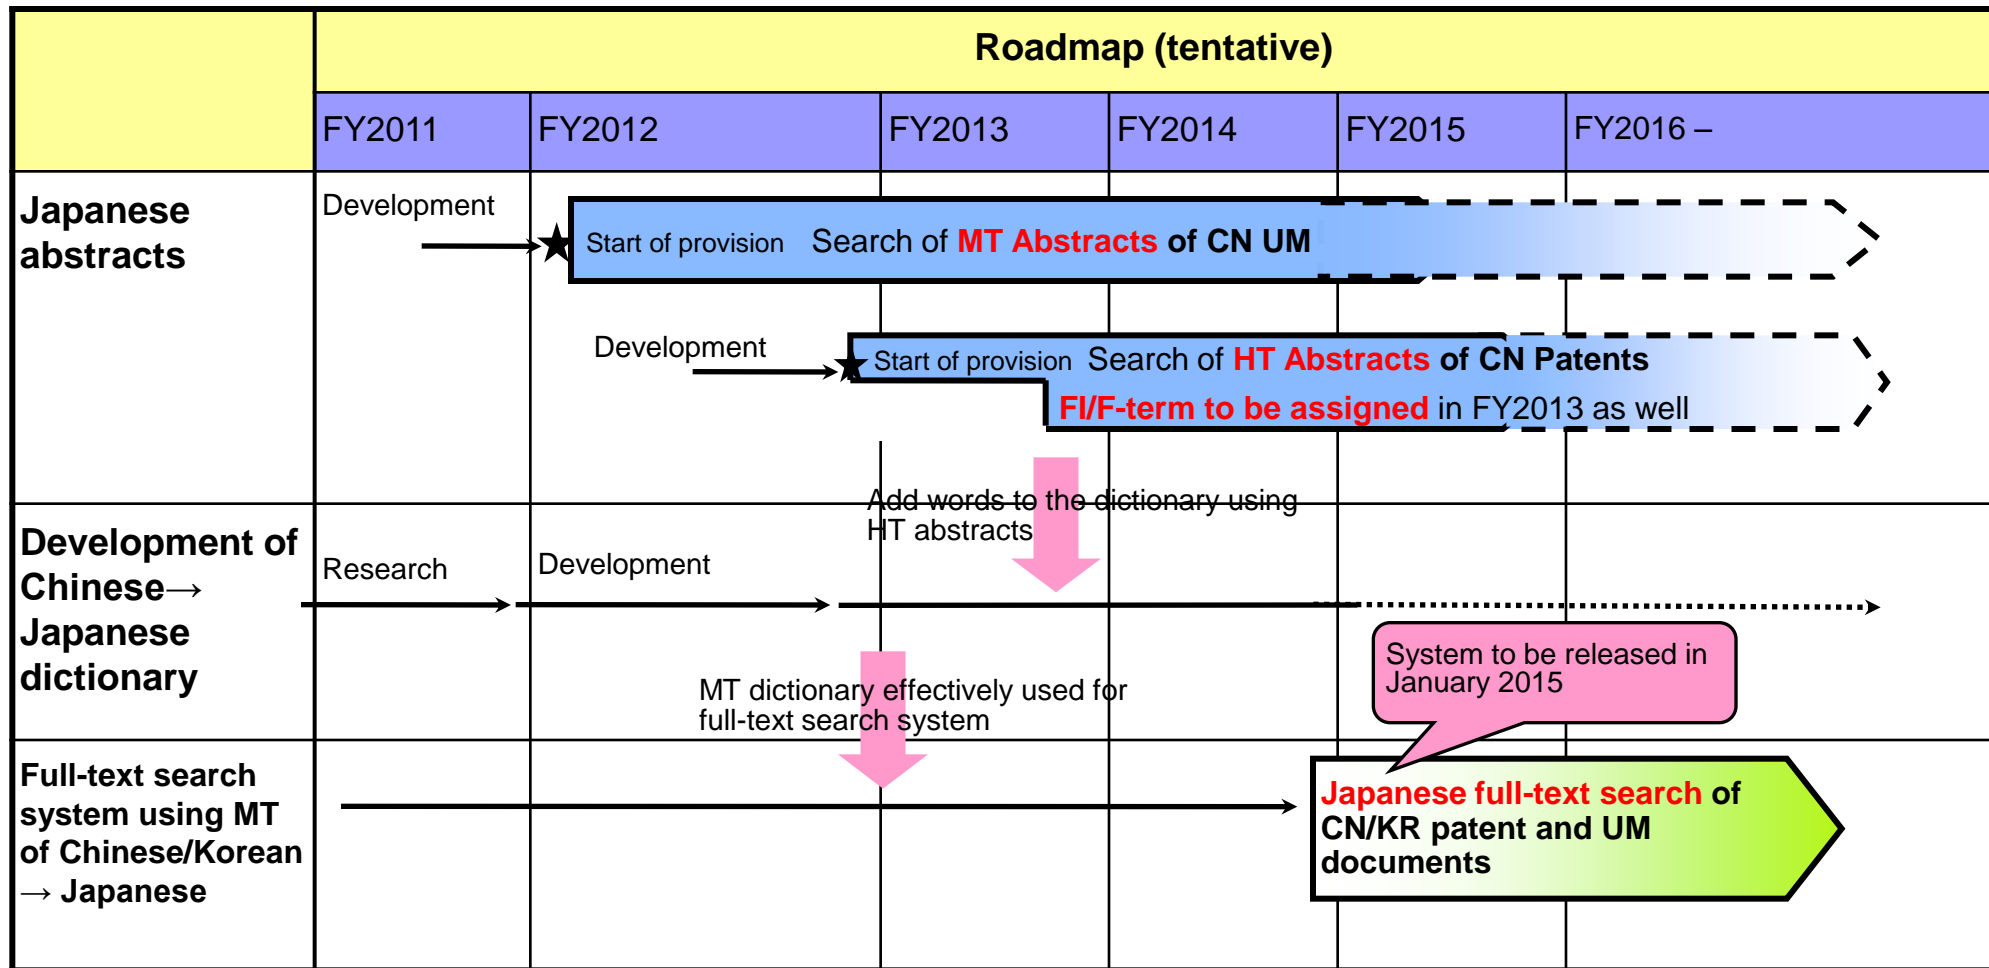 Roadmap (tentative)
FY2011
FY2012
FY2013
FY2014
FY2015
FY2016 –
Japanese
abstracts
Development
Start of provision Search of MT Abstracts of CN UM
Development
Start of provision Search of HT Abstracts of CN Patents
FI/F-term to be assigned in FY2013 as well
Add words to the dictionary using
HT abstracts
Development of
Chinese→
Japanese
dictionary
Research
Development
System to be released in
January 2015
MT dictionary effectively used for
full-text search system
Full-text search
system using MT
of Chinese/Korean
→ Japanese
Japanese full-text search of
CN/KR patent and UM
documents